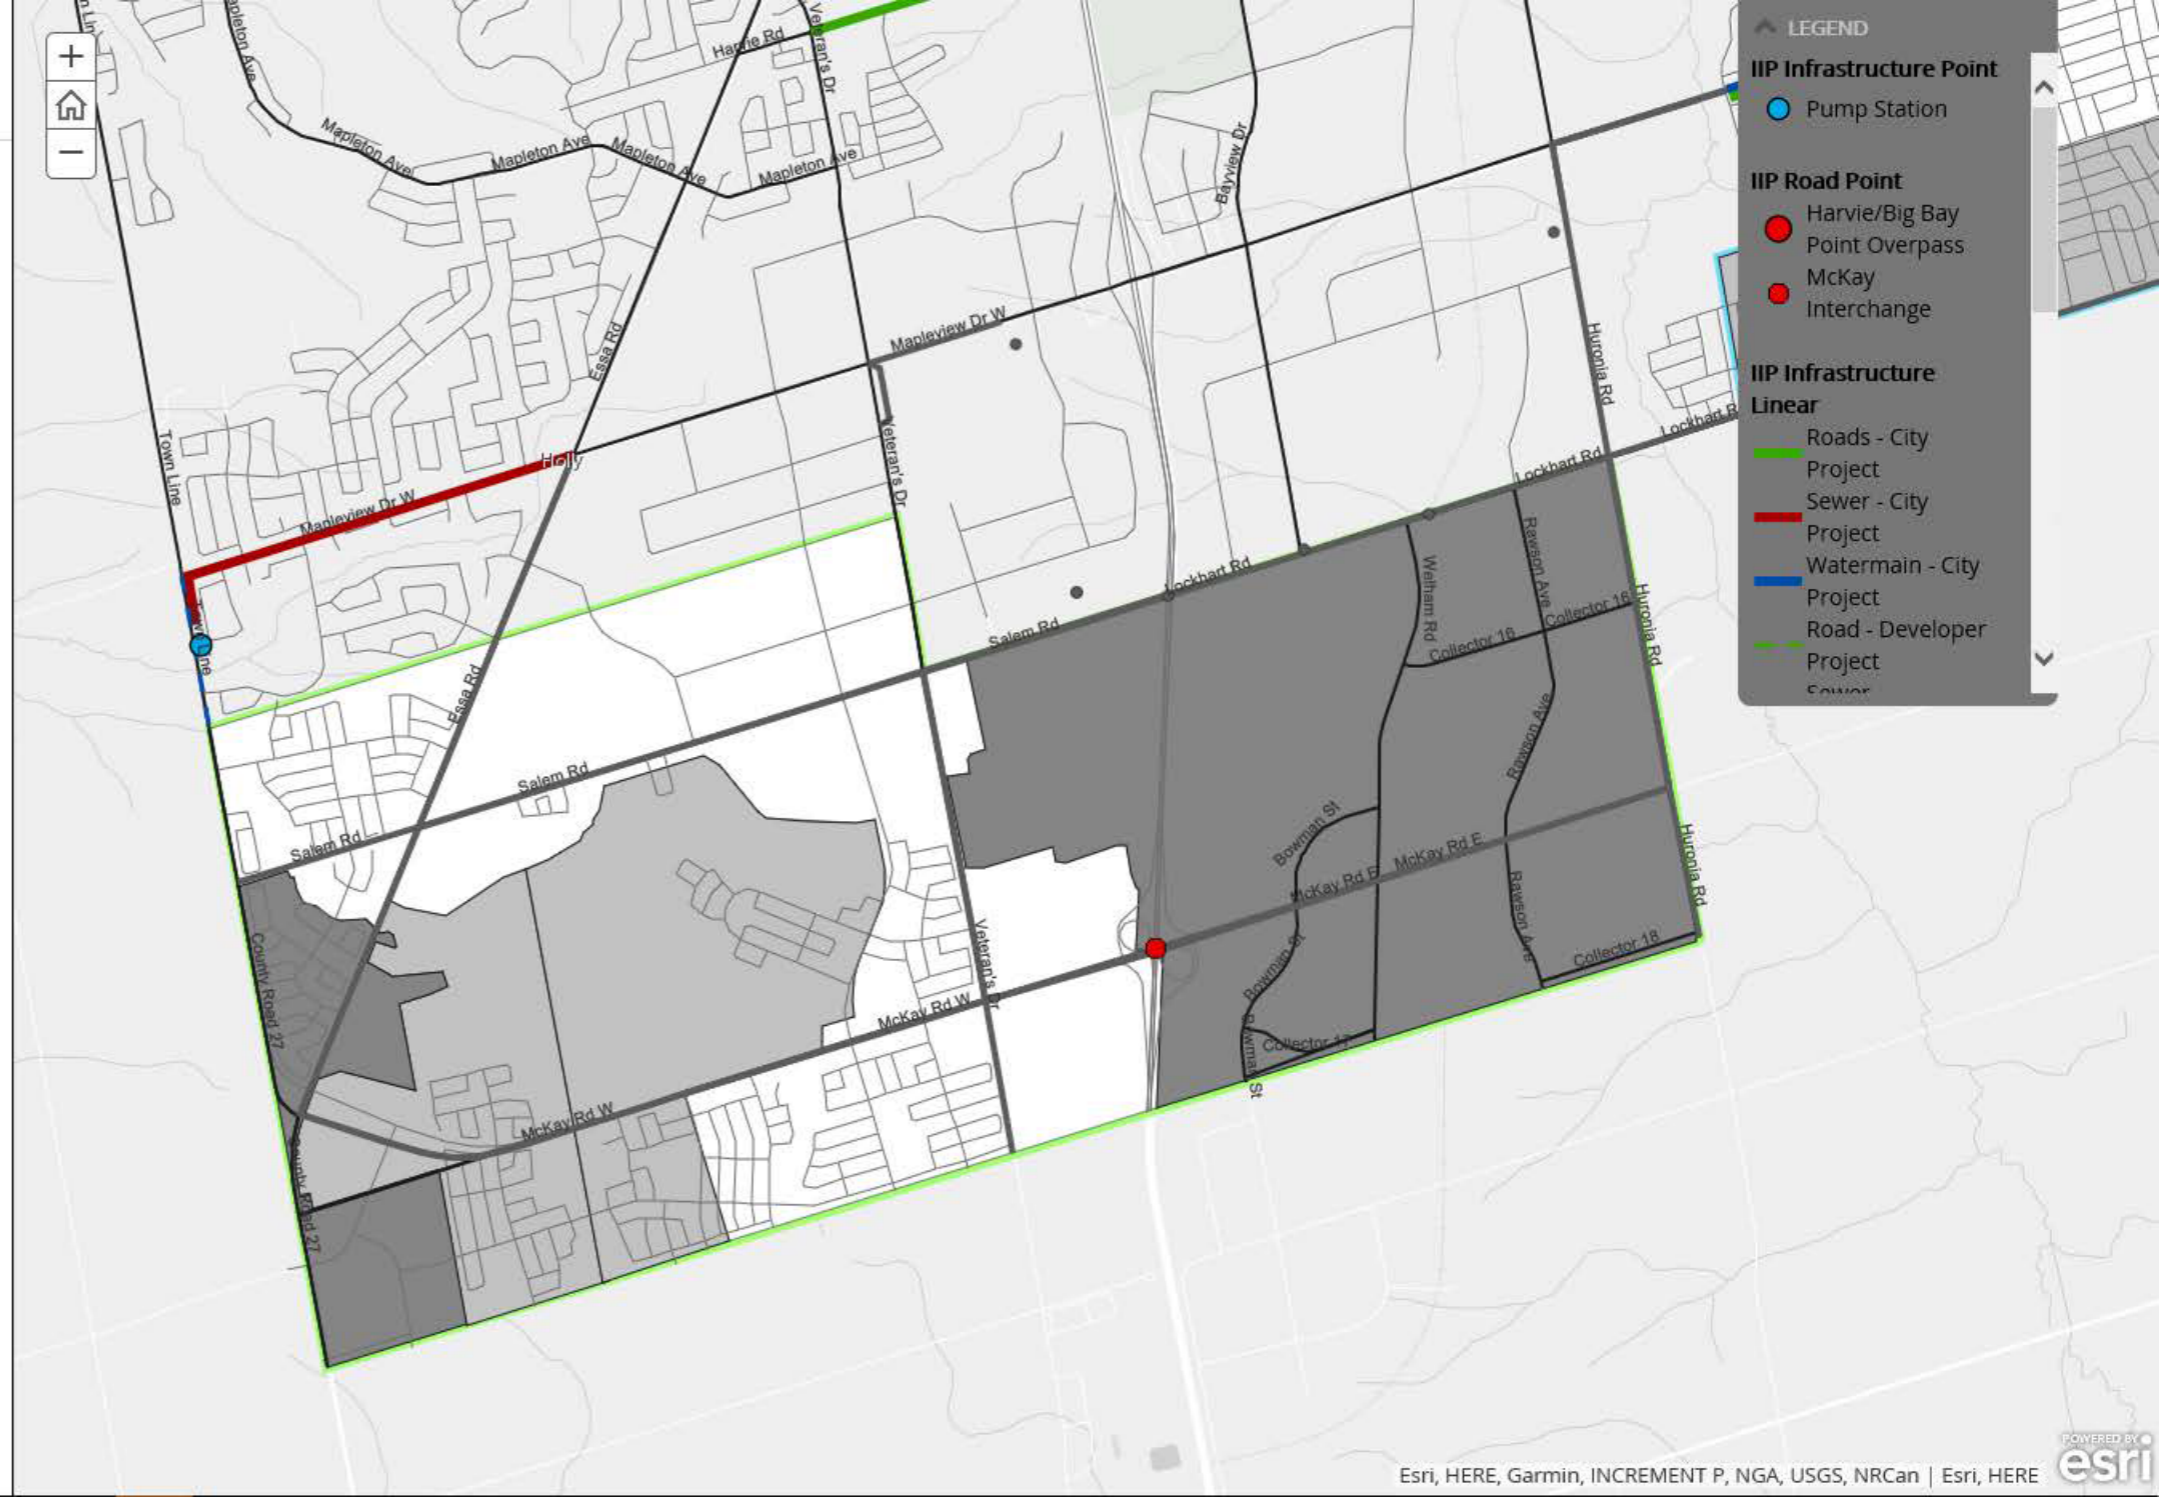 Mapleton Ave
Harvie Rd
Veteran's Dr
LEGEND
IIP Infrastructure Point
Pump Station
Mapleton Ave
Mapleton Ave
Mapleton Ave
Mapleton Ave
Bayview Dr
IIP Road Point
Harvie/Big Bay
Point Overpass
McKay
Interchange
Essa Rd
Mapleview Dr W
Huronia Rd
IIP Infrastructure
Linear
Lockhart R
Roads - City
Project
Town Line
Holly
Veteran's Dr
Lockhart Rd
Mapleview Dr W
Sewer - City
Project
Rawson Ave
Watermain - City
Project
Lockhart Rd
Welham Rd
Collector 16
Huronia Rd
Salem Rd
Collector 16
Road - Developer
Project
Sewer
Essa Rd
Rawson Ave
Salem Rd
Salem Rd
Bowman St
McKay Rd E
McKay Rd E
Huronia Rd
County Road 27
Veteran's Dr
Rawson Ave
Collector 18
Bowman St
McKay Rd W
Bowman St
Collector 17
McKay Rd W
County Road 27
POWERED BY
esri
Esri, HERE, Garmin, INCREMENT P, NGA, USGS, NRCan | Esri, HERE